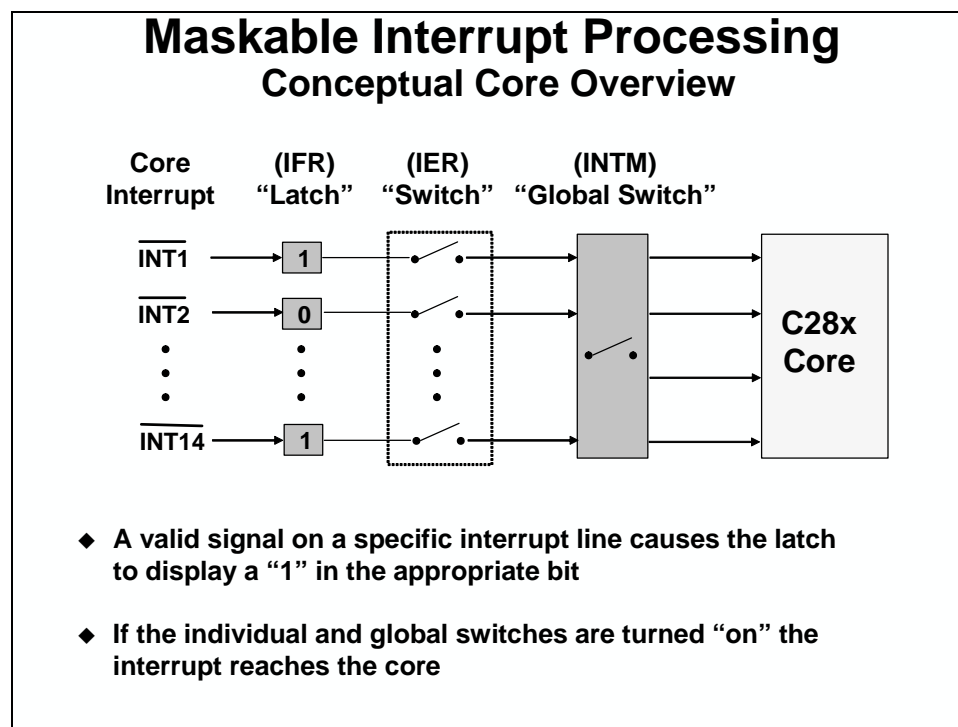 Maskable Interrupt Processing
Conceptual Core Overview
Core (IFR) (IER) (INTM)
Interrupt “Latch” “Switch” “Global Switch”
INT1 1
INT2 0
C28x
Core
INT14 1
◆ A valid signal on a specific interrupt line causes the latch
to display a “1” in the appropriate bit
◆ If the individual and global switches are turned “on” the
interrupt reaches the core